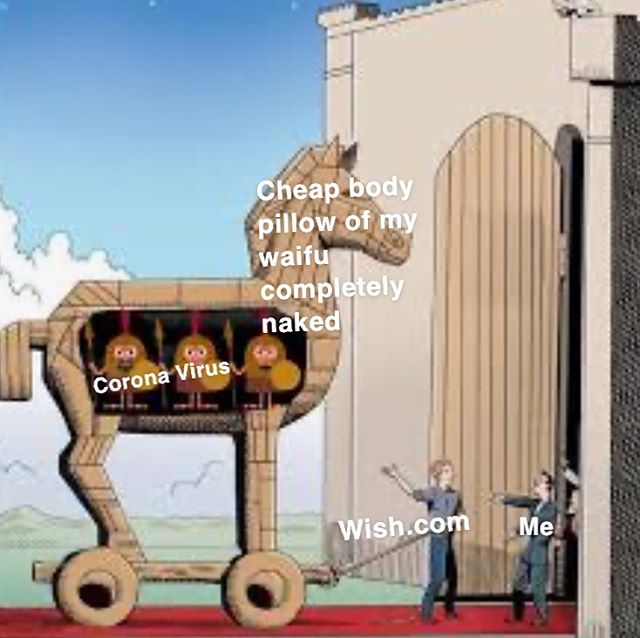 Cheap body
pillow of my
waifu
completely
naked
Corona Virus
Wish.com
Me